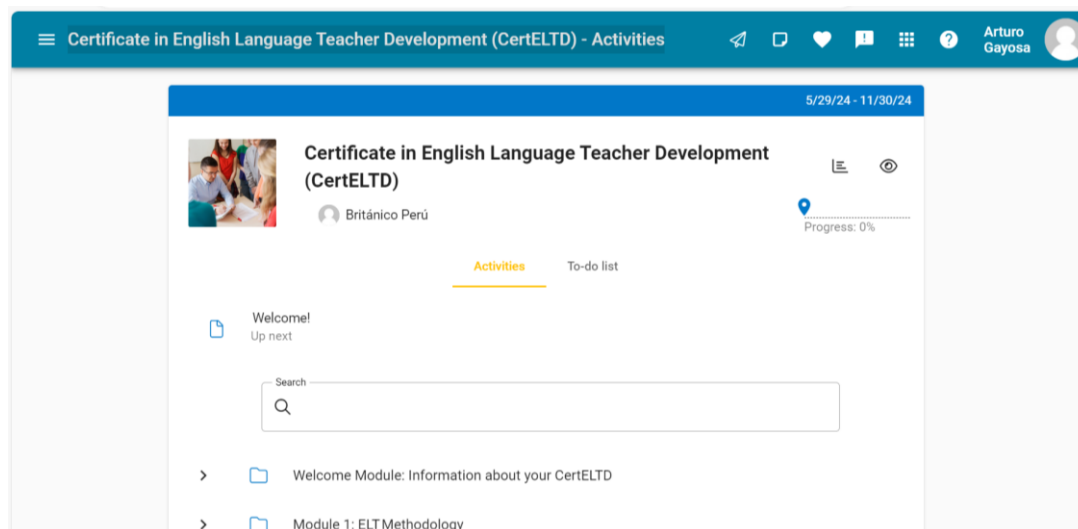 Certificate in English Language Teacher Development (CertELTD) - Activities
Arturo
Gayosa
5/29/24 - 11/30/24
Certificate in English Language Teacher Development
(CertELTD)
Británico Perú
Progress: 0%
Activities
To-do list
Welcome!
Up next
Search
Welcome Module: Information about your CertELTD
Module 1: ELT Methodology